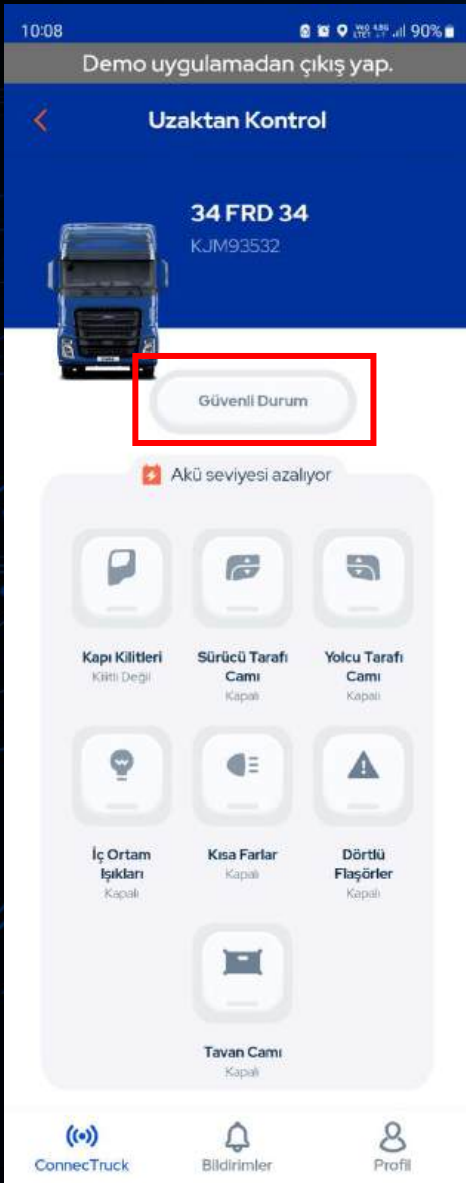 10:08
90%
Demo uygulamadan çıkış yap.
Uzaktan Kontrol
34 FRD 34
KJM93532
Güvenli Durum
Akü seviyesi azalıyor
Kapı Kilitleri
Kilitli Değil
Sürücü Tarafı
Camı
Kapalı
Yolcu Tarafı
Camı
Kapalı
İç Ortam
Işıkları
Kapalı
Kısa Farlar
Kapalı
Dörtlü
Flaşörler
Kapalı
Tavan Camı
Kapalı
ConnecTruck
Bildirimler
Profil